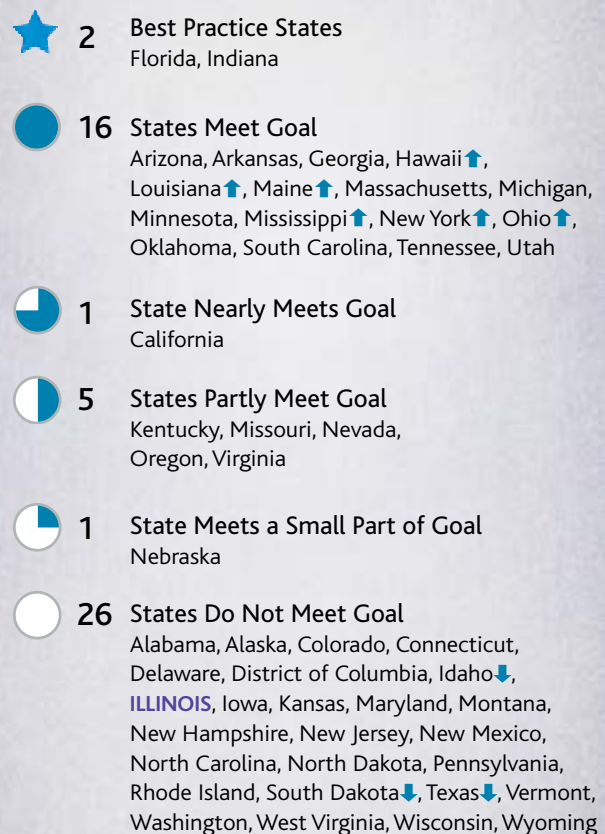 2 Best Practice States
Florida, Indiana
16 States Meet Goal
Arizona, Arkansas, Georgia, Hawaii⬆,
Louisiana⬆, Maine⬆, Massachusetts, Michigan,
Minnesota, Mississippi⬆, New York⬆, Ohio⬆,
Oklahoma, South Carolina, Tennessee, Utah
1 State Nearly Meets Goal
California
5 States Partly Meet Goal
Kentucky, Missouri, Nevada,
Oregon, Virginia
1 State Meets a Small Part of Goal
Nebraska
26 States Do Not Meet Goal
Alabama, Alaska, Colorado, Connecticut,
Delaware, District of Columbia, Idaho⬇,
ILLINOIS, Iowa, Kansas, Maryland, Montana,
New Hampshire, New Jersey, New Mexico,
North Carolina, North Dakota, Pennsylvania,
Rhode Island, South Dakota⬇, Texas⬇, Vermont,
Washington, West Virginia, Wisconsin, Wyoming